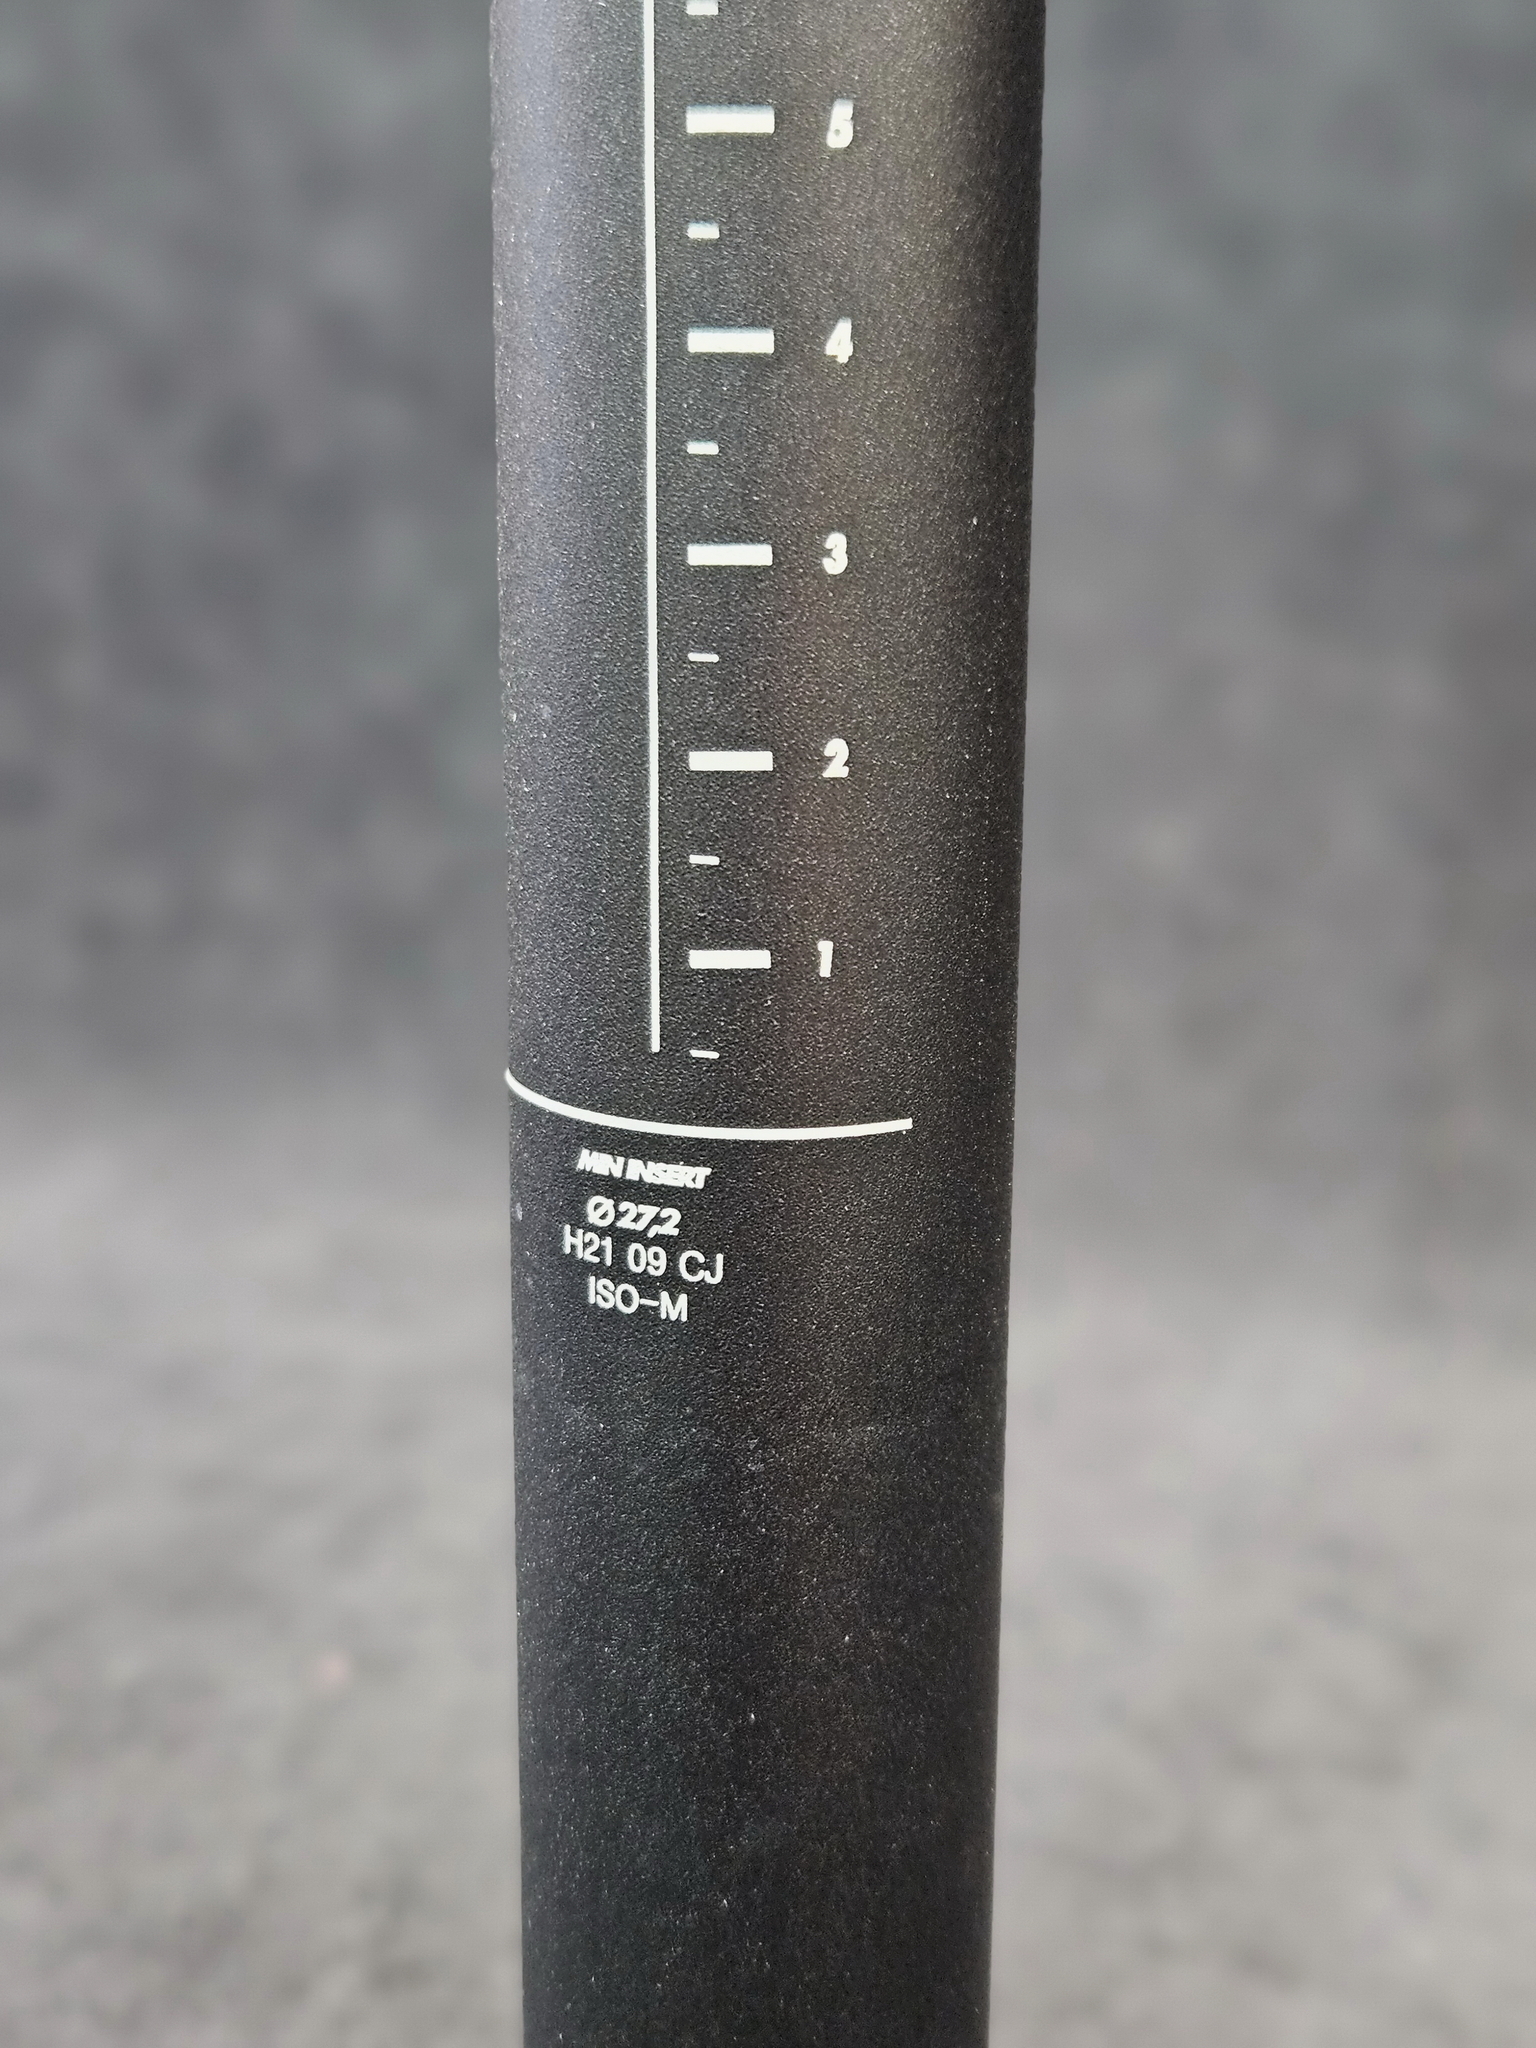 5
4
3
2
1
MIN INSERT
Ø27,2
H21 09 CJ
ISO-M